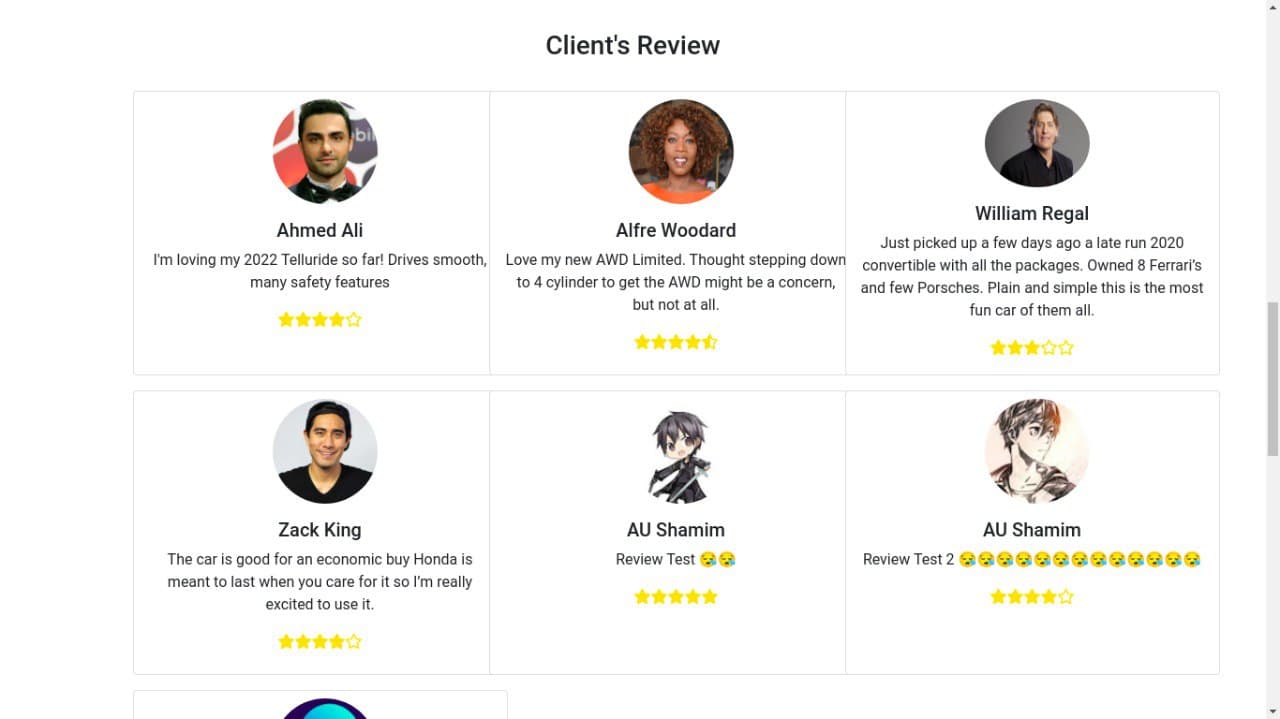 Client's Review
Ahmed Ali
I'm loving my 2022 Telluride so far! Drives smooth,
many safety features
Alfre Woodard
Love my new AWD Limited. Thought stepping down
to 4 cylinder to get the AWD might be a concern,
but not at all.
William Regal
Just picked up a few days ago a late run 2020
convertible with all the packages. Owned 8 Ferrari’s
and few Porsches. Plain and simple this is the most
fun car of them all.
Zack King
The car is good for an economic buy Honda is
meant to last when you care for it so I’m really
excited to use it.
AU Shamim
Review Test 😪😪
AU Shamim
Review Test 2 😪😪😪😪😪😪😪😪😪😪😪😪😪